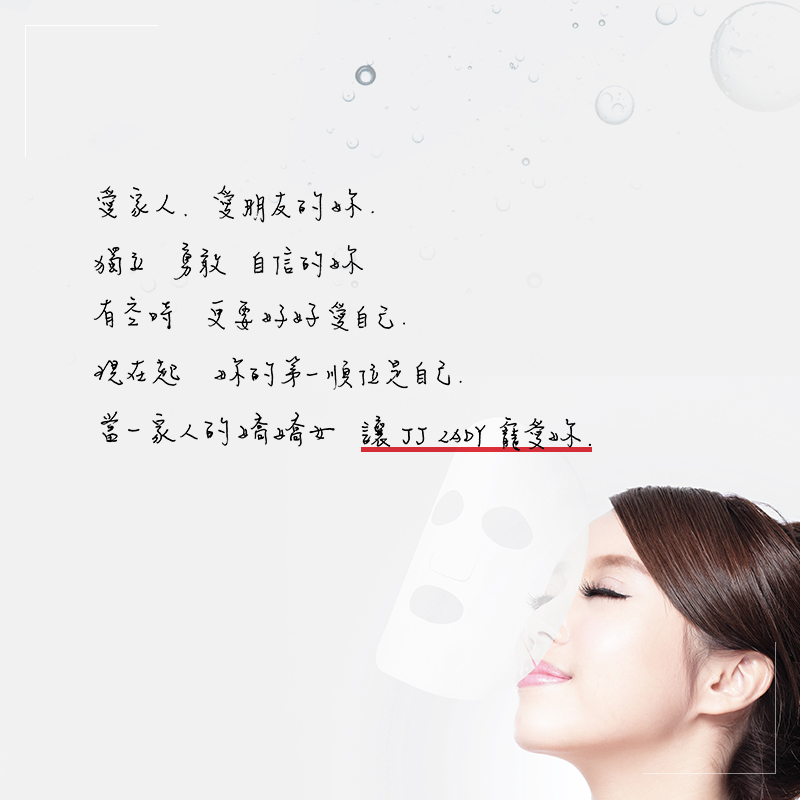 愛家人. 愛朋友的妳.
獨立 勇敢 自信的妳
有空時 更要好好愛自己.
現在起 妳的第一順位是自己.
當一家人的嬌嬌女 讓 JJ LADY 寵愛妳.